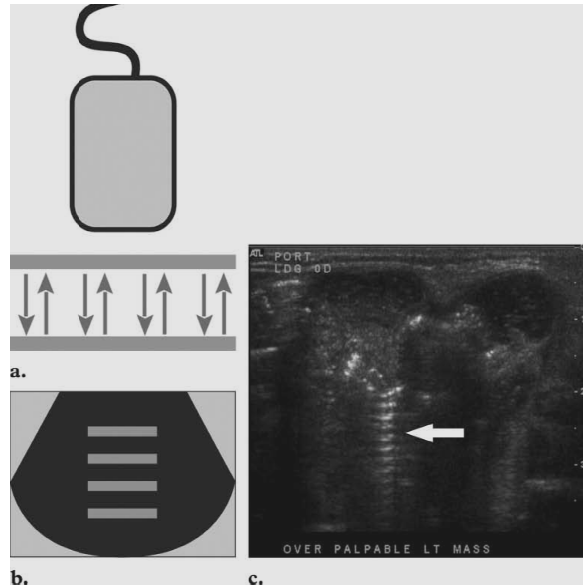 ATL
PORT
LDG 0D
a.
OVER PALPABLE LT MASS
b.
c.